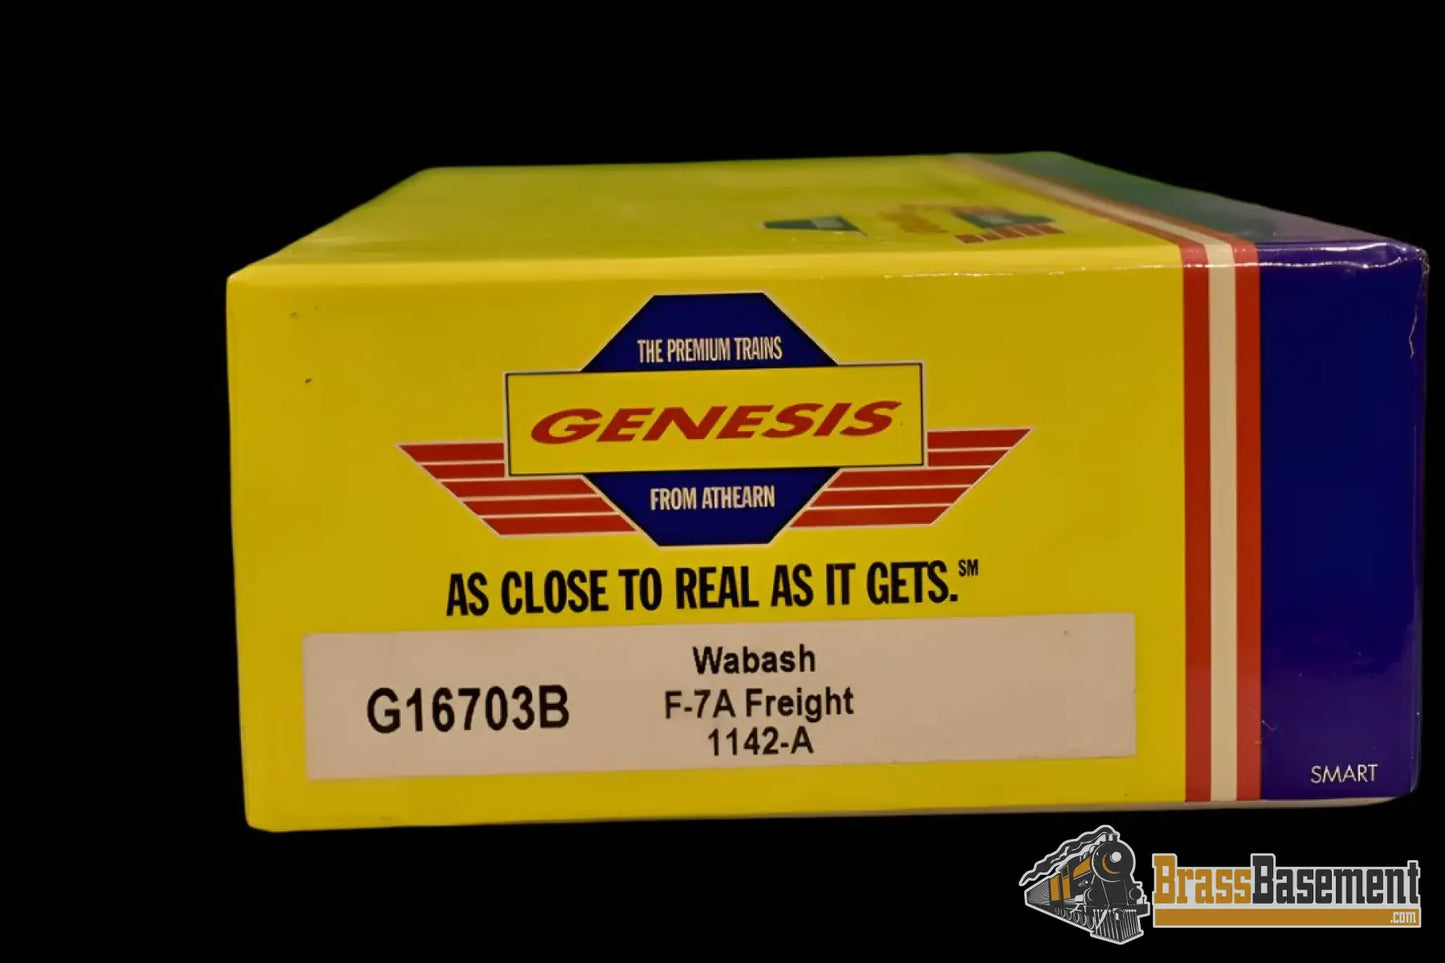 THE PREMIUM TRAINS
GENESIS
FROM ATHEARN
AS CLOSE TO REAL AS IT GETS.℠
Wabash
G16703B
F-7A Freight
1142-A
SMART
BrassBasement
.com